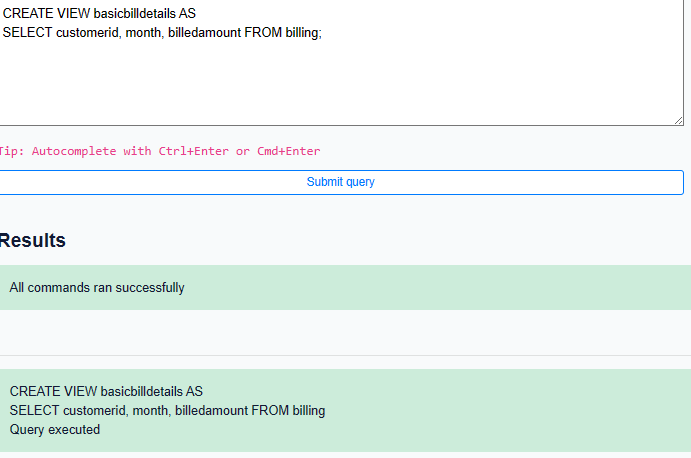 CREATE VIEW basicbilldetails AS
SELECT customerid, month, billedamount FROM billing;
Tip: Autocomplete with Ctrl+Enter or Cmd+Enter
Submit query
Results
All commands ran successfully
CREATE VIEW basicbilldetails AS
SELECT customerid, month, billedamount FROM billing
Query executed